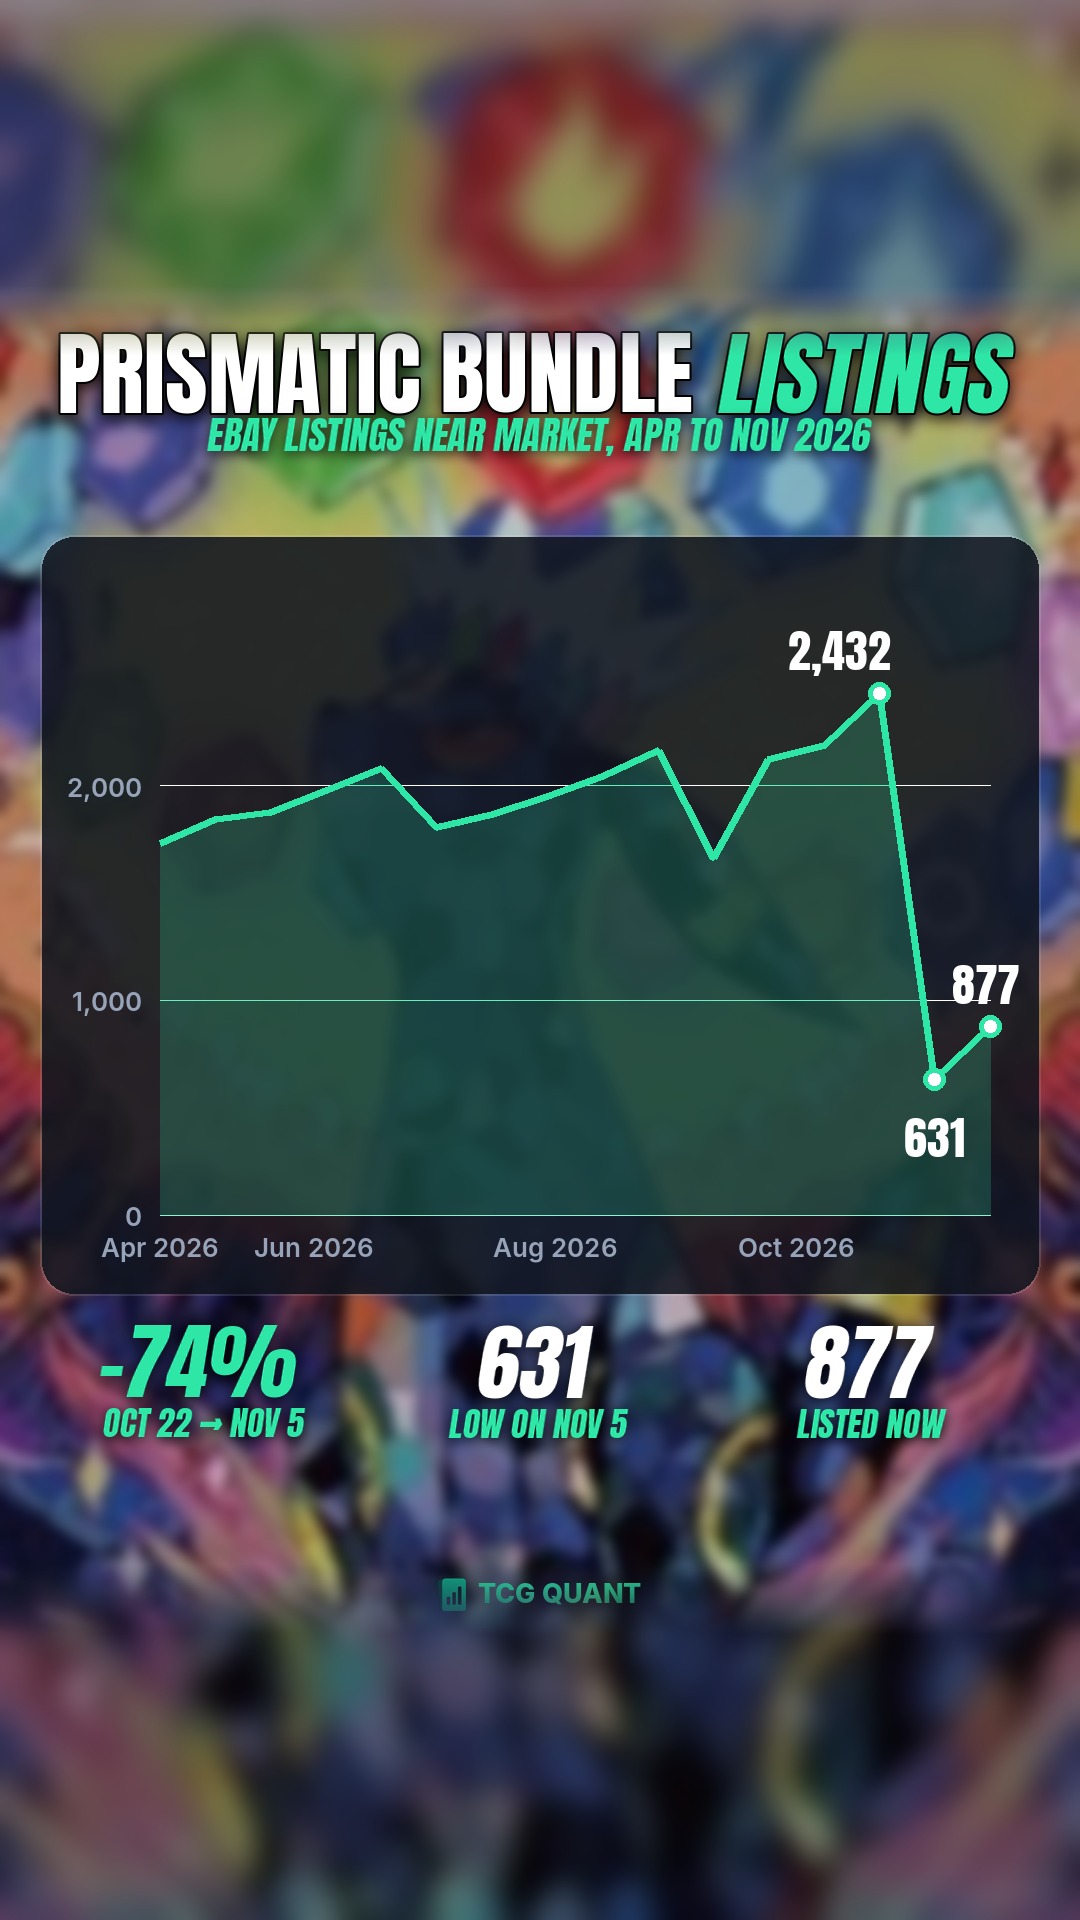 PRISMATIC BUNDLE LISTINGS
EBAY LISTINGS NEAR MARKET, APR TO NOV 2026
2,432
2,000
877
1,000
631
0
Apr 2026 Jun 2026 Aug 2026 Oct 2026
-74% 631 877
OCT 22 → NOV 5 LOW ON NOV 5 LISTED NOW
TCG QUANT